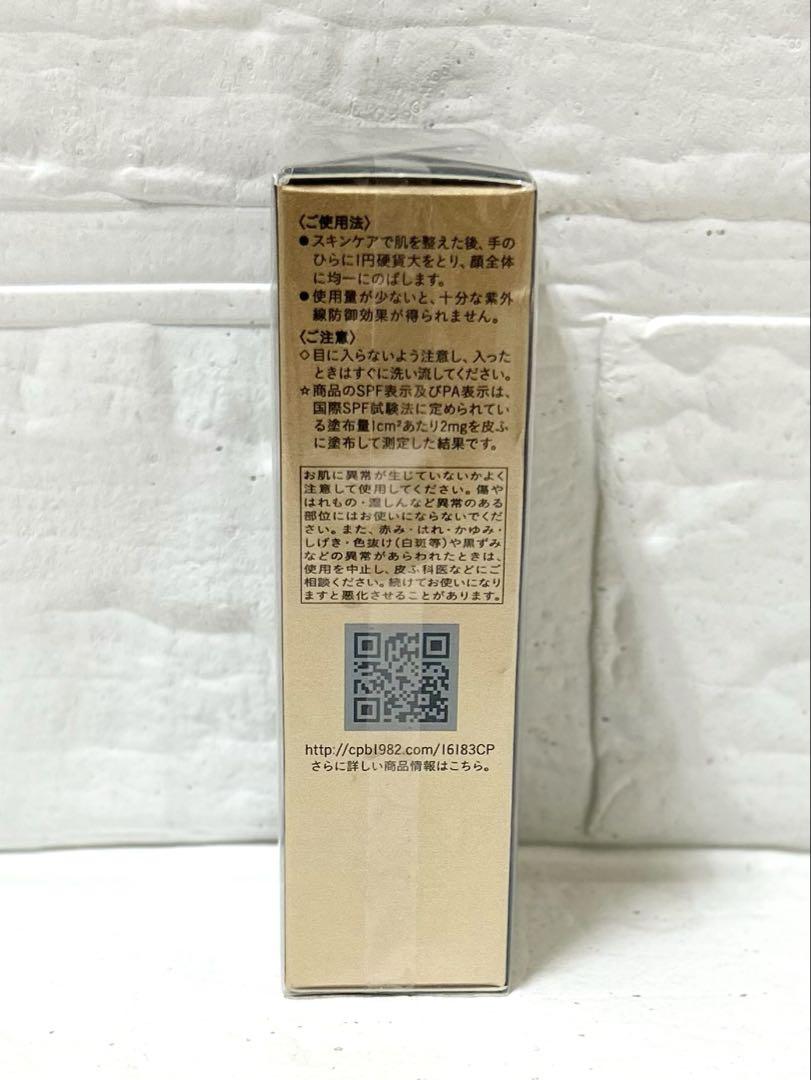 〈ご使用法〉
●スキンケアで肌を整えた後、手の
ひらに1円硬貨大をとり、顔全体
に均一にのばします。
●使用量が少ないと、十分な紫外
線防御効果が得られません。
〈ご注意〉
◇目に入らないよう注意し、入った
ときはすぐに洗い流してください。
☆商品のSPF表示及びPA表示は、
国際SPF試験法に定められてい
る塗布量1cm²あたり2mgを皮ふ
に塗布して測定した結果です。
お肌に異常が生じていないかよく
注意して使用してください。傷や
はれもの・湿しんなど異常のある
部位にはお使いにならないでくだ
さい。また、赤み・はれ・かゆみ・
しげき・色抜け(白斑等)や黒ずみ
などの異常があらわれたときは、
使用を中止し、皮ふ科医などにご
相談ください。続けてお使いになり
ますと悪化させることがあります。
http://cpb1982.com/16183CP
さらに詳しい商品情報はこちら。